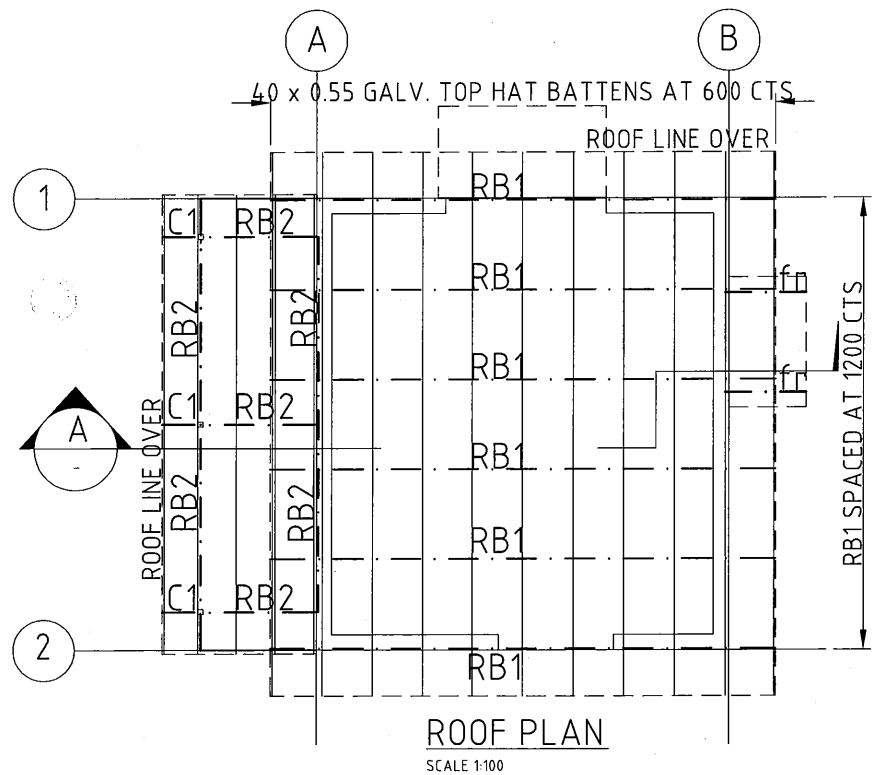 A
B
40 x 0.55 GALV. TOP HAT BATTENS AT 600 CTS
ROOF LINE OVER
1
RB1
C1
RB2
RB1
fr
RB2
RB2
RB1
fr
C1
RB2
A
-
RB1
RB2
RB2
RB1
C1
RB2
2
RB1
ROOF LINE OVER
RB1 SPACED AT 1200 CTS
ROOF PLAN
SCALE 1:100